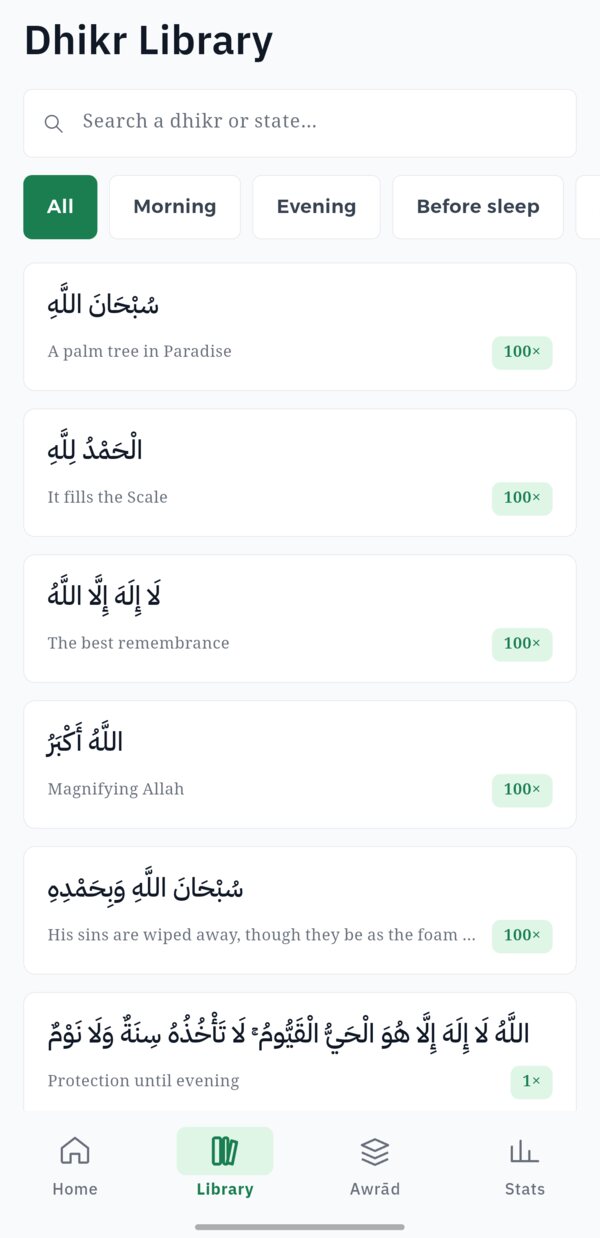 Dhikr Library
Search a dhikr or state...
All
Morning
Evening
Before sleep
سُبْحَانَ اللَّهِ
A palm tree in Paradise
100×
الْحَمْدُ لِلَّهِ
It fills the Scale
100×
لَا إِلَهَ إِلَّا اللَّهُ
The best remembrance
100×
اللَّهُ أَكْبَرُ
Magnifying Allah
100×
سُبْحَانَ اللَّهِ وَبِحَمْدِهِ
His sins are wiped away, though they be as the foam ...
100×
اللَّهُ لَا إِلَهَ إِلَّا هُوَ الْحَيُّ الْقَيُّومُ ۚ لَا تَأْخُذُهُ سِنَةٌ وَلَا نَوْمٌ
Protection until evening
1×
Home
Library
Awrād
Stats